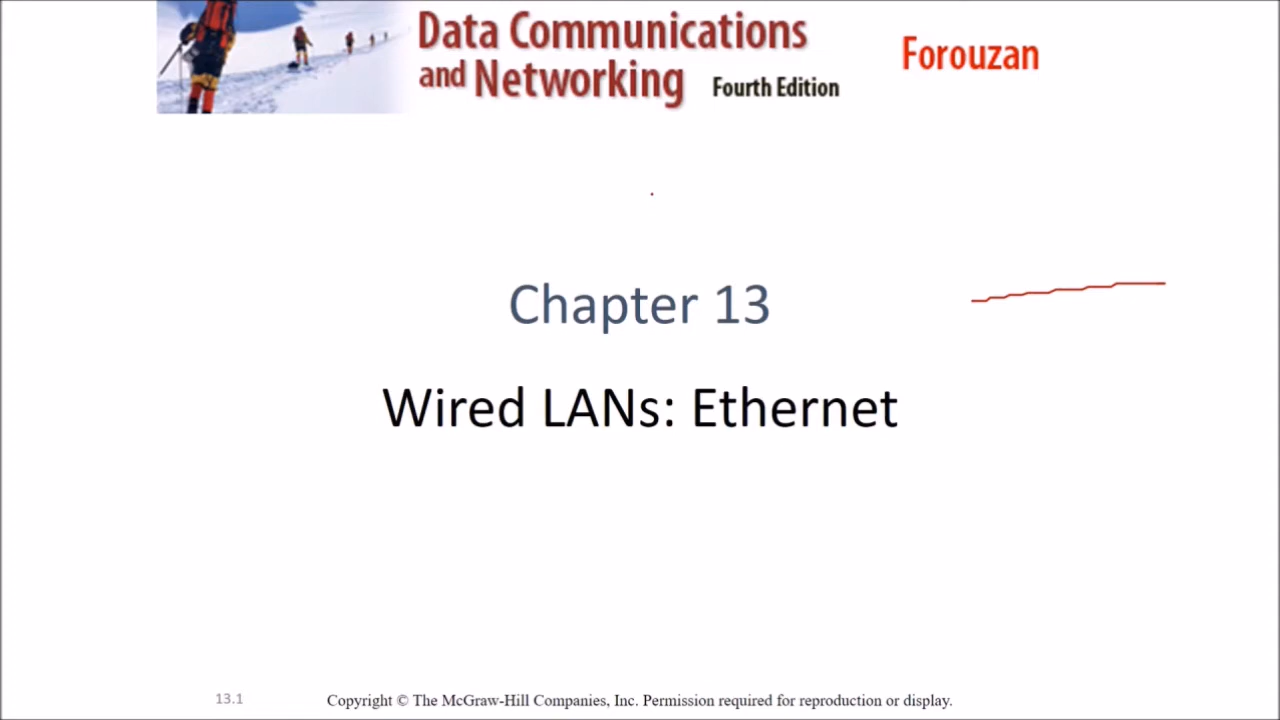 Data Communications
and Networking Fourth Edition
Forouzan
Chapter 13
Wired LANs: Ethernet
13.1
Copyright © The McGraw-Hill Companies, Inc. Permission required for reproduction or display.